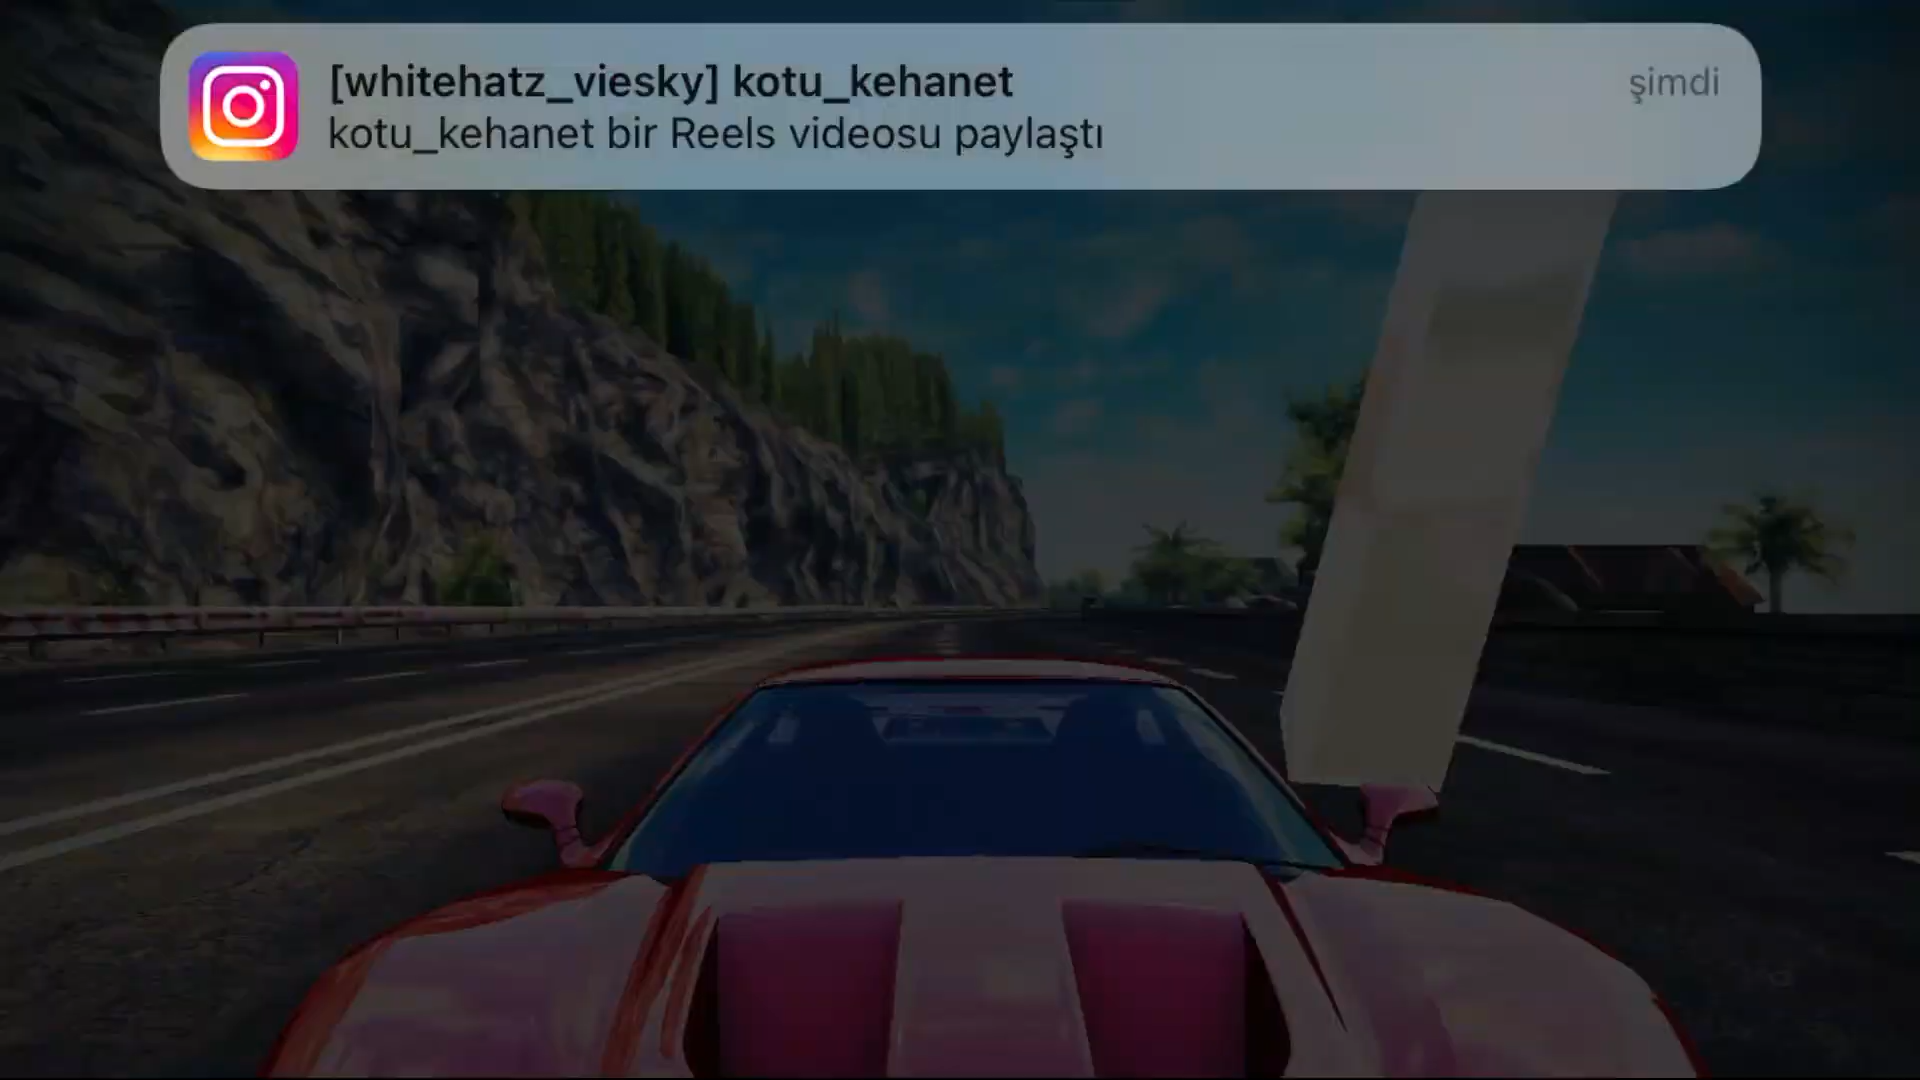 [whitehatz_viesky] kotu_kehanet
şimdi
kotu_kehanet bir Reels videosu paylaştı